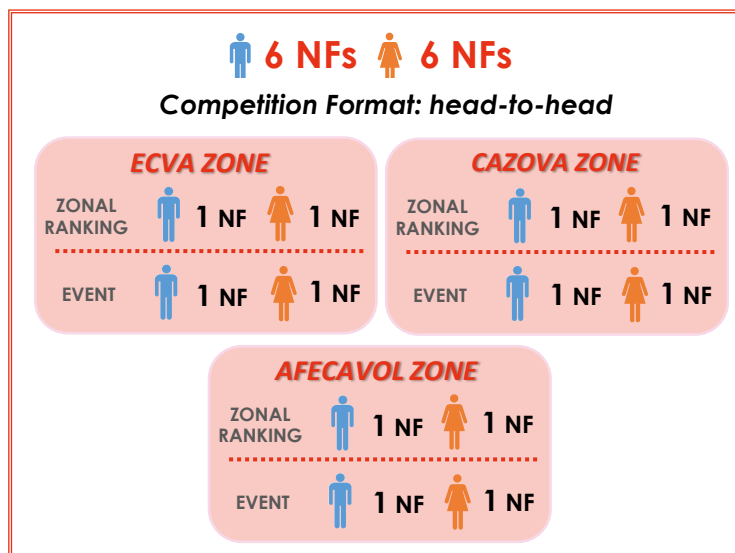 6 NFs 6 NFs
Competition Format: head-to-head
ECVA ZONE
ZONAL RANKING 1 NF 1 NF
EVENT 1 NF 1 NF
CAZOVA ZONE
ZONAL RANKING 1 NF 1 NF
EVENT 1 NF 1 NF
AFECAVOL ZONE
ZONAL RANKING 1 NF 1 NF
EVENT 1 NF 1 NF